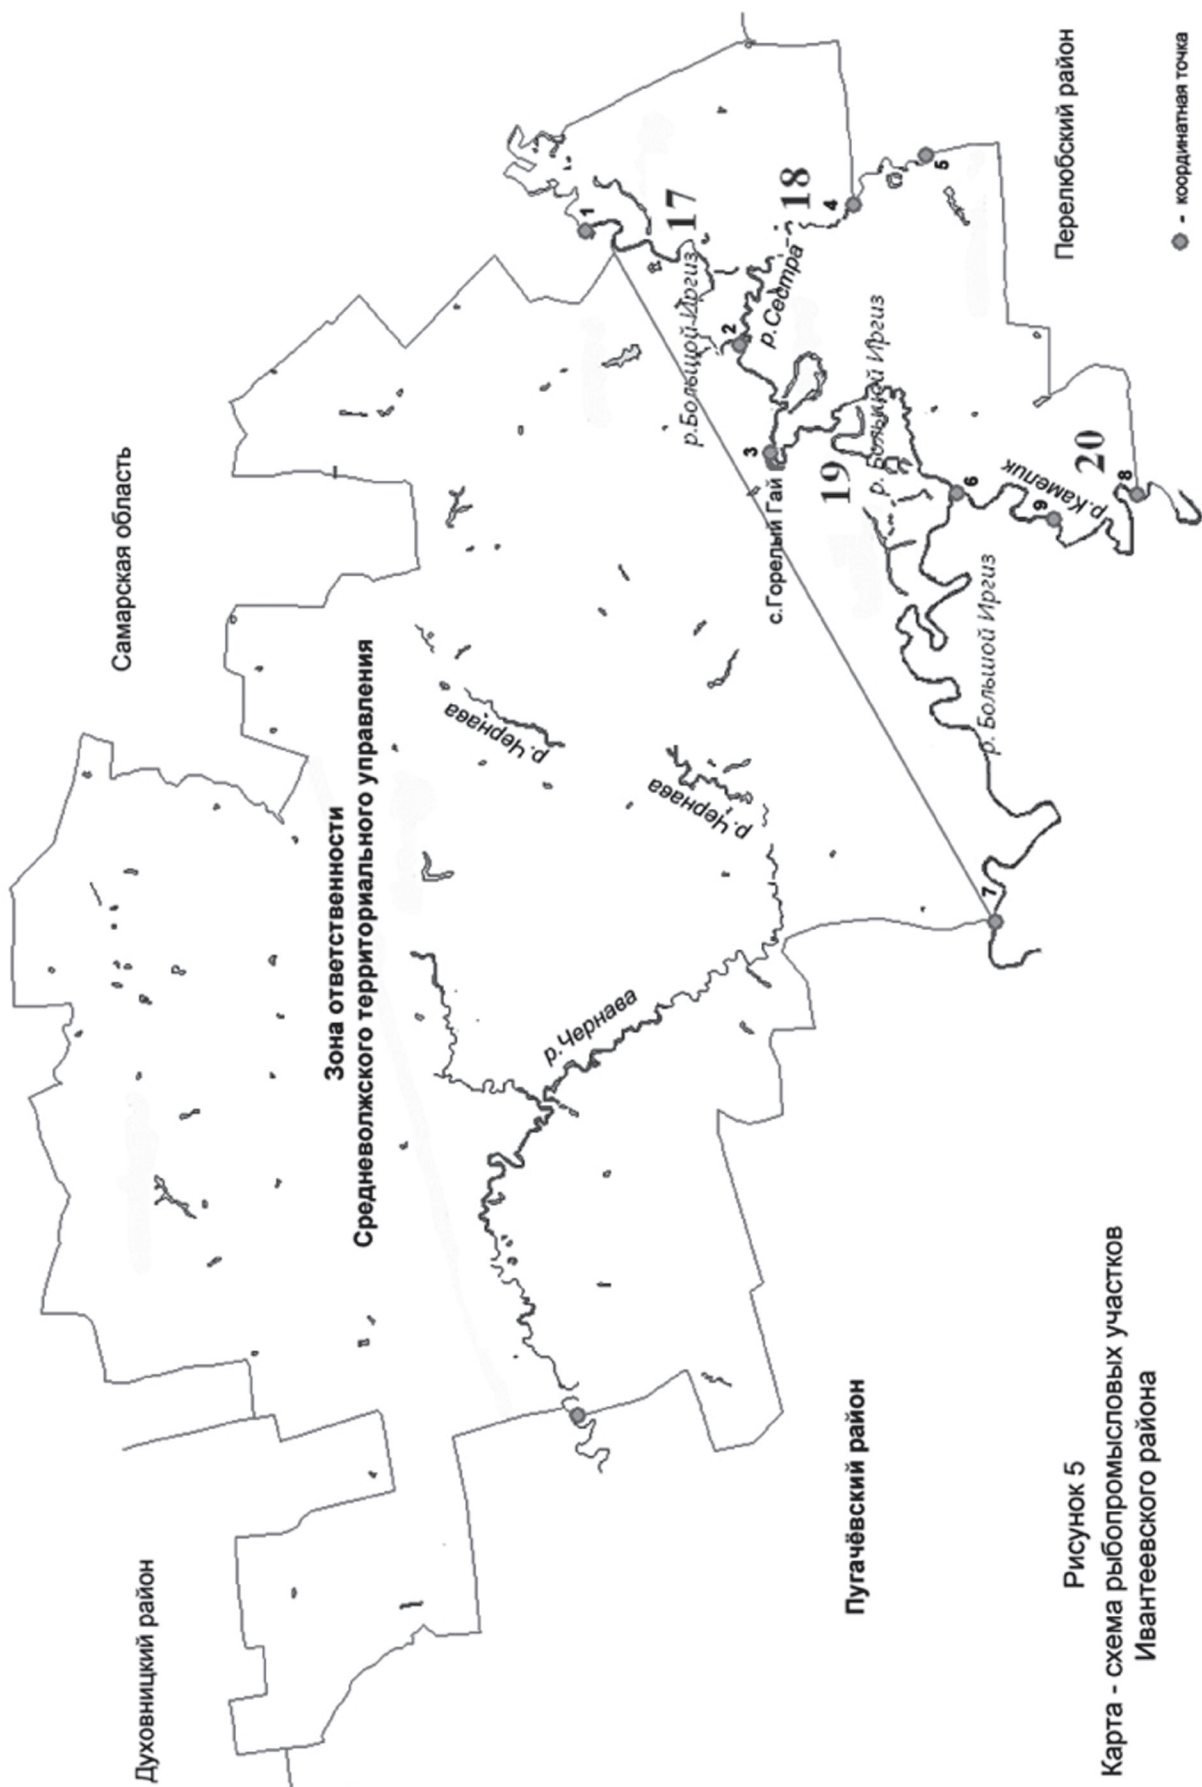 Духовницкий район
Самарская область
Зона ответственности
Средневолжского территориального управления
р.Чернава
р.Чернава
р.Чернава
1
17
р.Большой Иргиз
2
р.Сестра
18
4
5
3
с.Горелый Гай
19
р. Большой Иргиз
6
9
р.Камелик
20
8
р. Большой Иргиз
7
Пугачёвский район
Перелюбский район
- координатная точка
Рисунок 5
Карта - схема рыбопромысловых участков
Ивантеевского района